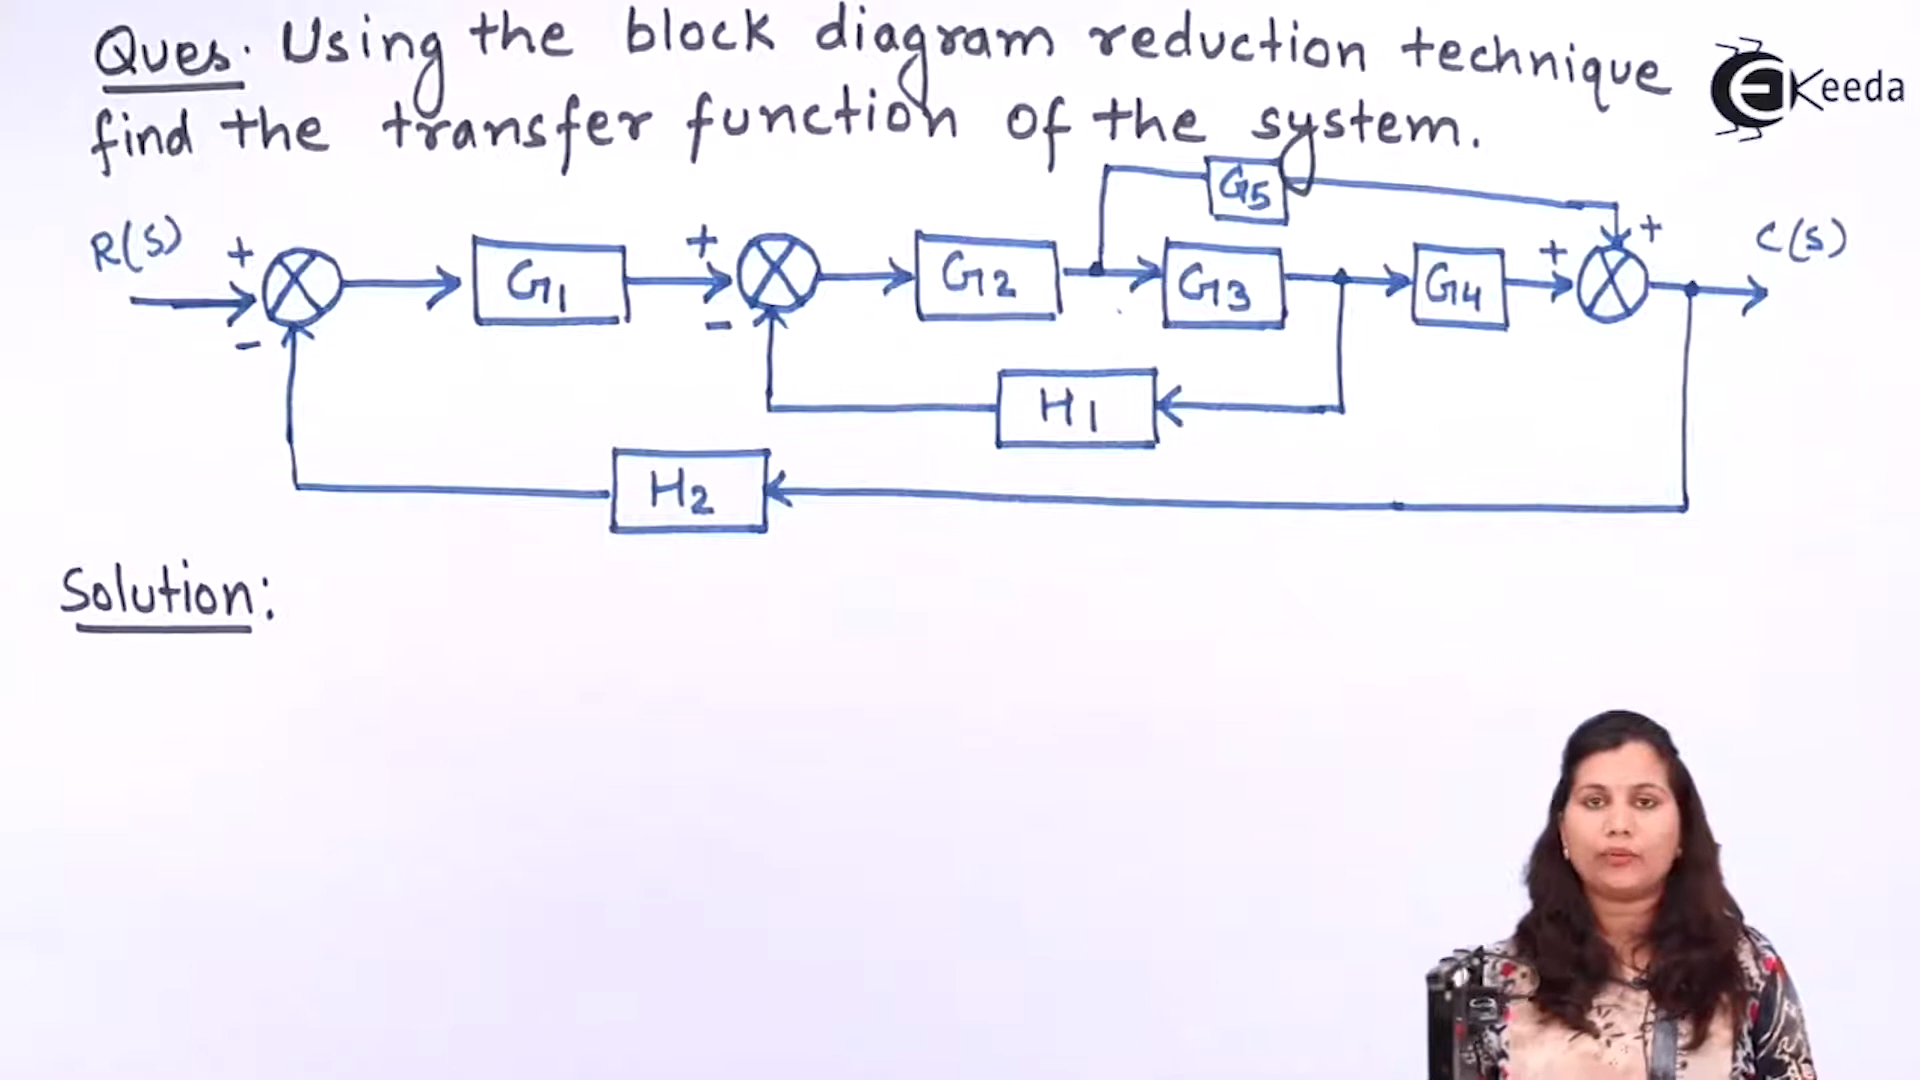 Ques. Using the block diagram reduction technique
find the transfer function of the system.
EKeeda
G5
R(S) + G1 + G2 G3 G4 + + C(S)
- -
H1
H2
Solution: